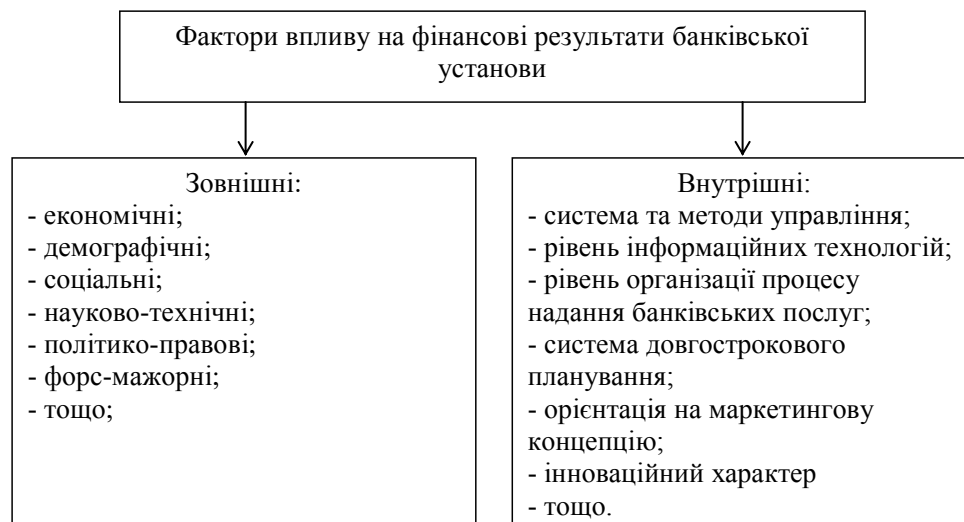 Фактори впливу на фінансові результати банківської
установи
Зовнішні:
- економічні;
- демографічні;
- соціальні;
- науково-технічні;
- політико-правові;
- форс-мажорні;
- тощо;
Внутрішні:
- система та методи управління;
- рівень інформаційних технологій;
- рівень організації процесу
надання банківських послуг;
- система довгострокового
планування;
- орієнтація на маркетингову
концепцію;
- інноваційний характер
- тощо.